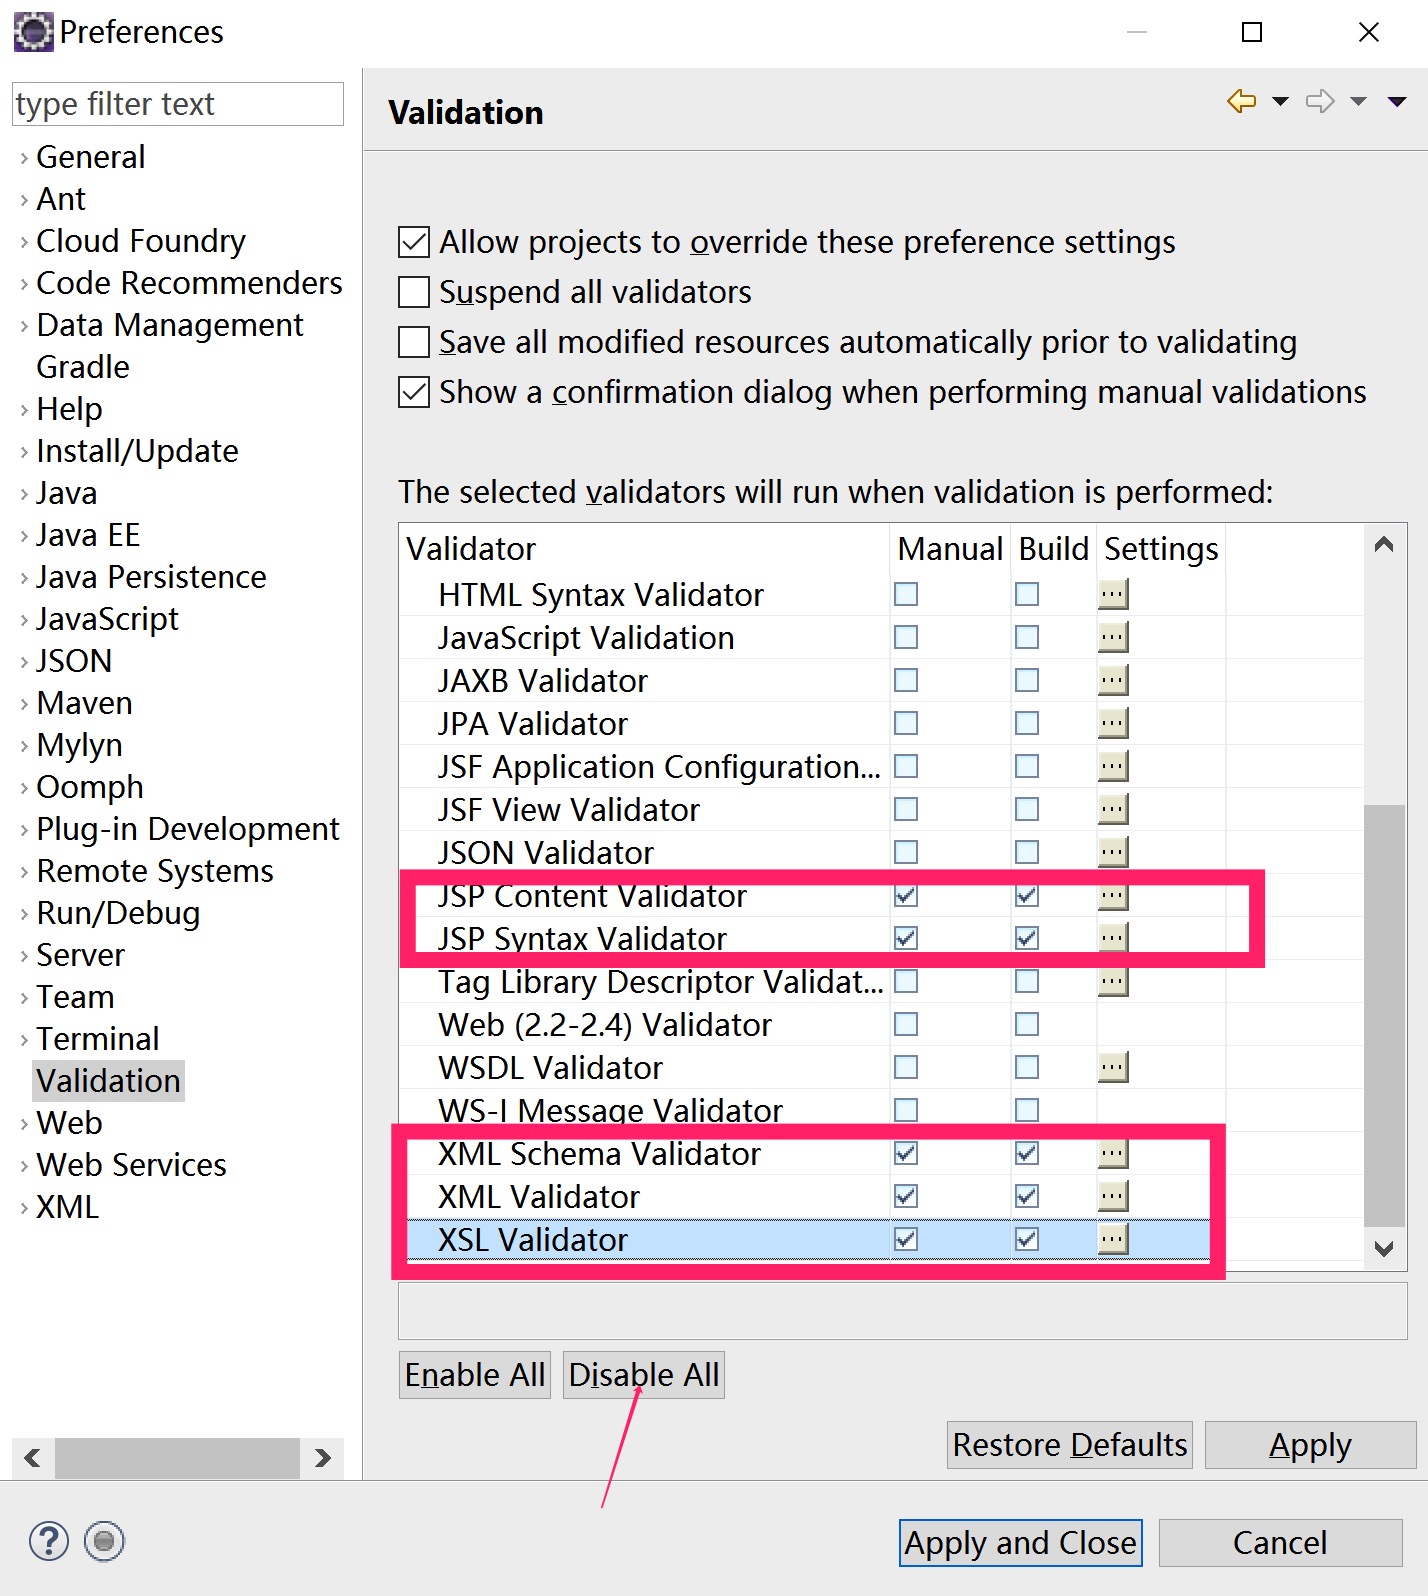 Preferences
type filter text
General
Ant
Cloud Foundry
Code Recommenders
Data Management
Gradle
Help
Install/Update
Java
Java EE
Java Persistence
JavaScript
JSON
Maven
Mylyn
Oomph
Plug-in Development
Remote Systems
Run/Debug
Server
Team
Terminal
Validation
Web
Web Services
XML
Validation
Allow projects to override these preference settings
Suspend all validators
Save all modified resources automatically prior to validating
Show a confirmation dialog when performing manual validations
The selected validators will run when validation is performed:
Validator Manual Build Settings
HTML Syntax Validator ...
JavaScript Validation ...
JAXB Validator ...
JPA Validator ...
JSF Application Configuration... ...
JSF View Validator ...
JSON Validator ...
JSP Content Validator ...
JSP Syntax Validator ...
Tag Library Descriptor Validat... ...
Web (2.2-2.4) Validator
WSDL Validator ...
WS-I Message Validator
XML Schema Validator ...
XML Validator ...
XSL Validator ...
Enable All Disable All
Restore Defaults Apply
? Apply and Close Cancel